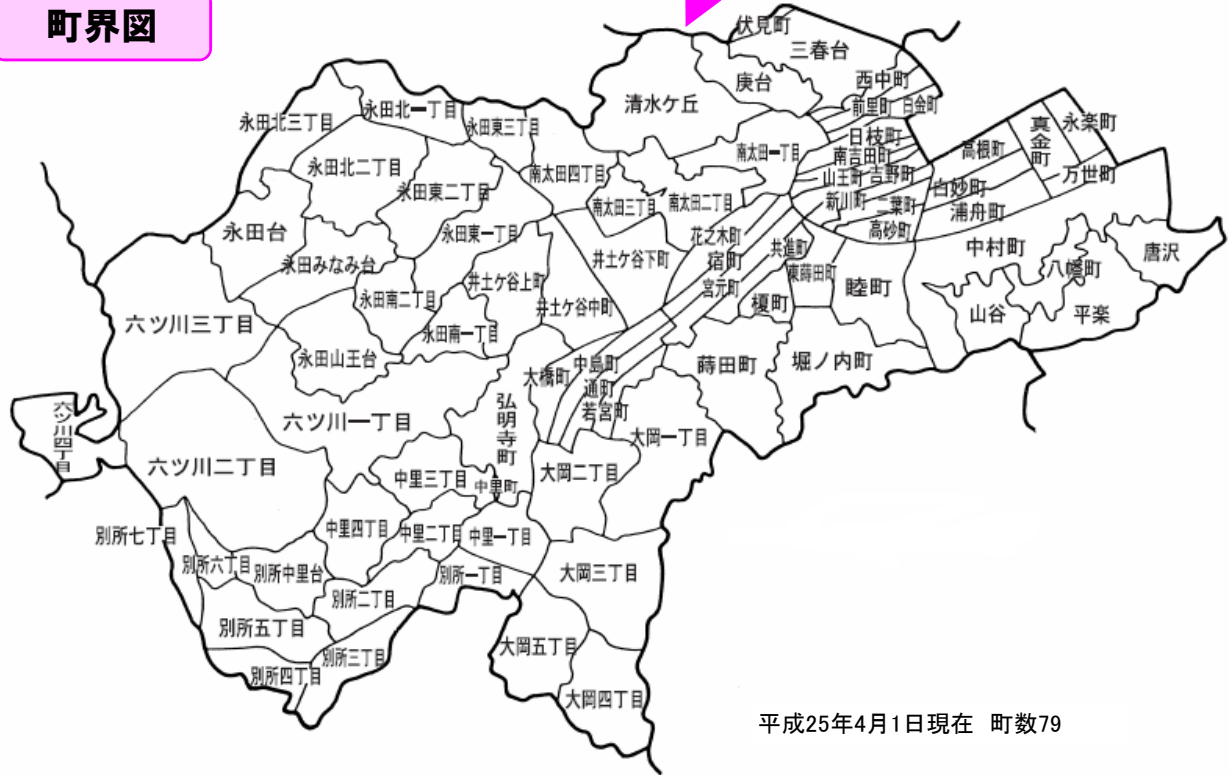 町界図
伏見町
三春台
庚台
西中町
清水ケ丘
前里町
白金町
永田北一丁目
永田北三丁目
永田東三丁目
日枝町
真金町
永楽町
南太田一丁目
南吉田町
高根町
永田北二丁目
南太田四丁目
山王町
吉野町
万世町
永田東二丁目
白妙町
南太田三丁目
南太田二丁目
新川町
二葉町
浦舟町
永田台
永田東一丁目
花之木町
高砂町
中村町
唐沢
永田みなみ台
井土ケ谷下町
宿町
共進町
東蒔田町
八幡町
井土ケ谷上町
宮元町
睦町
永田南二丁目
榎町
井土ケ谷中町
山谷
平楽
六ツ川三丁目
永田南一丁目
永田山王台
中島町
蒔田町
堀ノ内町
大橋町
通町
若宮町
六ツ川四丁目
六ツ川一丁目
弘明寺町
大岡一丁目
六ツ川二丁目
中里三丁目
中里町
大岡二丁目
別所七丁目
中里四丁目
中里二丁目
中里一丁目
別所六丁目
別所中里台
別所一丁目
大岡三丁目
別所二丁目
別所五丁目
大岡五丁目
別所三丁目
別所四丁目
大岡四丁目
平成25年4月1日現在 町数79